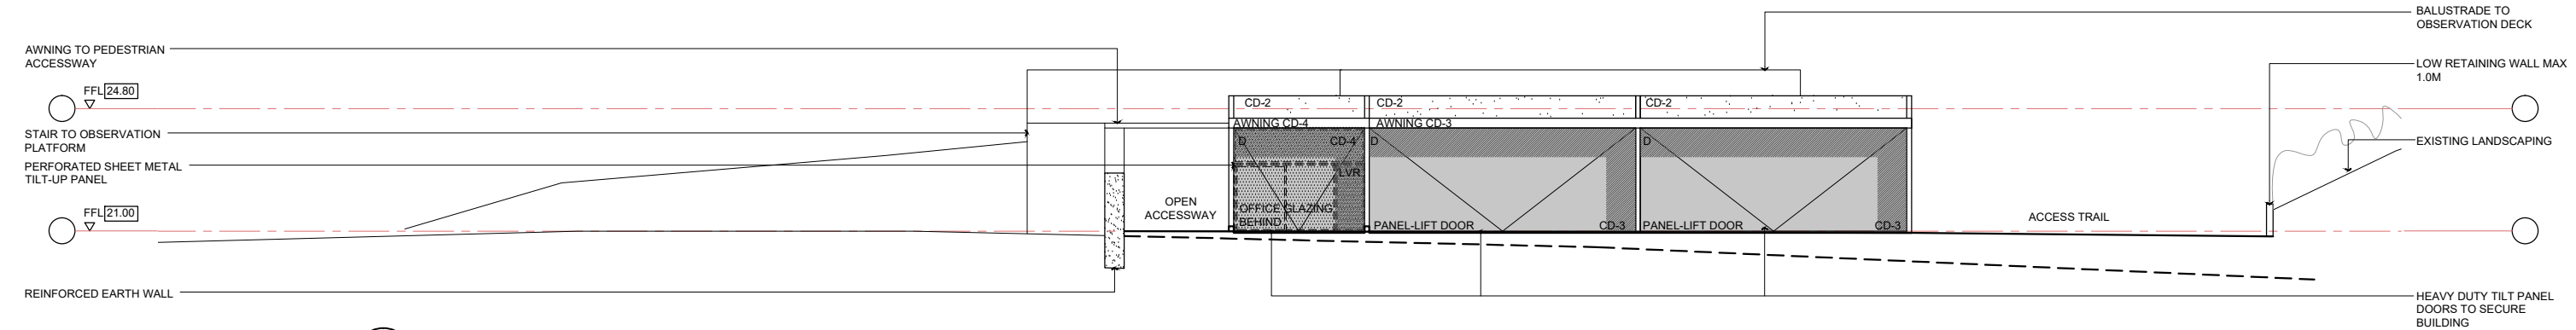 BALUSTRADE TO
OBSERVATION DECK
AWNING TO PEDESTRIAN
ACCESSWAY
LOW RETAINING WALL MAX
1.0M
FFL 24.80
CD-2
CD-2
CD-2
AWNING CD-4
AWNING CD-3
STAIR TO OBSERVATION
PLATFORM
D
CD-4
D
D
EXISTING LANDSCAPING
PERFORATED SHEET METAL
TILT-UP PANEL
LVR
OPEN
ACCESSWAY
OFFICE GLAZING
BEHIND
FFL 21.00
ACCESS TRAIL
PANEL-LIFT DOOR
CD-3
PANEL-LIFT DOOR
CD-3
REINFORCED EARTH WALL
HEAVY DUTY TILT PANEL
DOORS TO SECURE
BUILDING